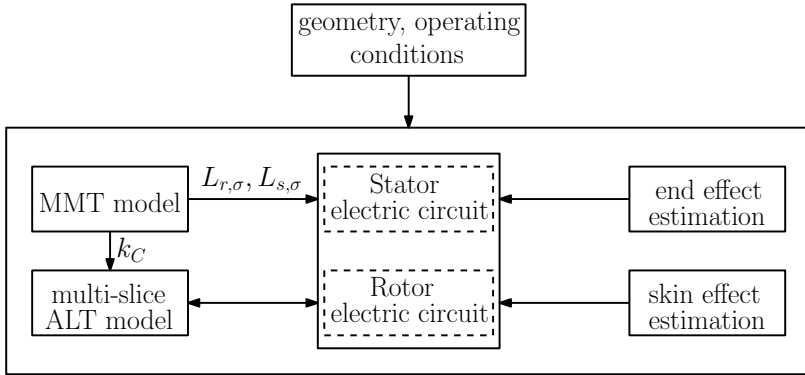 geometry, operating
conditions
MMT model
L_{r,σ}, L_{s,σ}
k_C
multi-slice
ALT model
Stator
electric circuit
Rotor
electric circuit
end effect
estimation
skin effect
estimation